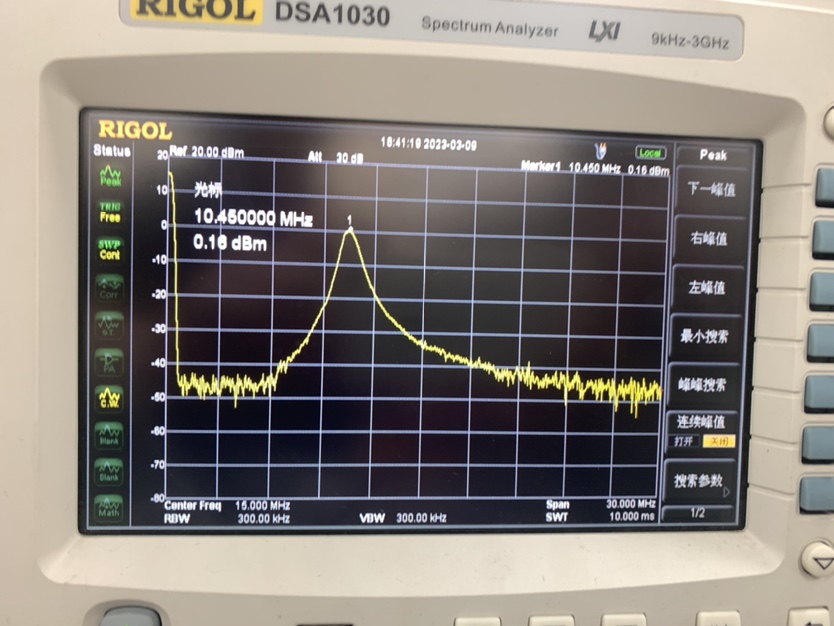 RIGOL DSA1030 Spectrum Analyzer LXI 9kHz-3GHz
RIGOL
18:41:19 2023-03-09
Local
Status
Ref 20.00 dBm
Att 30 dB
Marker1 10.450 MHz 0.16 dBm
光标
10.450000 MHz
0.16 dBm
1
20
10
0
-10
-20
-30
-40
-50
-60
-70
-80
Peak
TRIG
Free
SWP
Cont
Corr
PA
C.W.
Blank
Blank
Math
Center Freq 15.000 MHz
Span 30.000 MHz
RBW 300.00 kHz
VBW 300.00 kHz
SWT 10.000 ms
Peak
下一峰值
右峰值
左峰值
最小搜索
峰峰搜索
连续峰值
打开 关闭
搜索参数
1/2